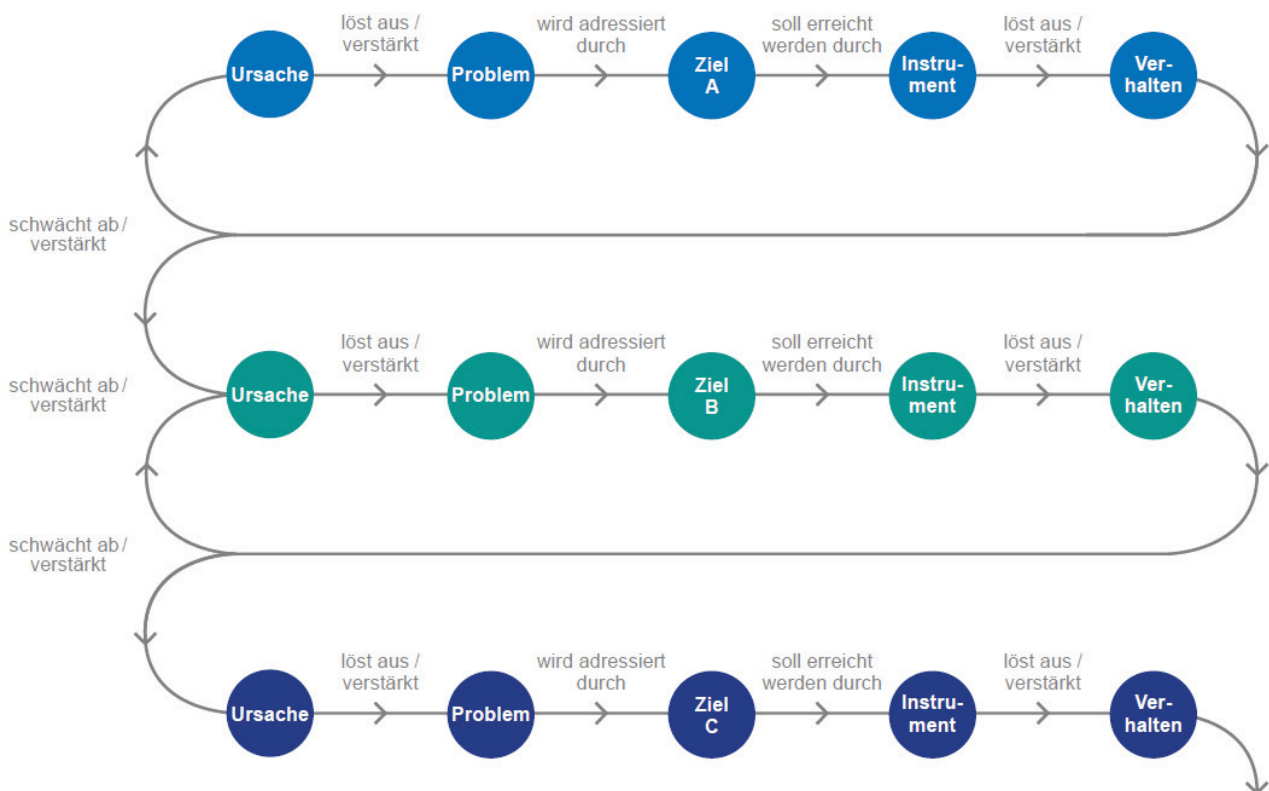 löst aus /
verstärkt
wird adressiert
durch
soll erreicht
werden durch
löst aus /
verstärkt
Ursache
Problem
Ziel
A
Instru-
ment
Ver-
halten
schwächt ab /
verstärkt
löst aus /
verstärkt
wird adressiert
durch
soll erreicht
werden durch
löst aus /
verstärkt
schwächt ab /
verstärkt
Ursache
Problem
Ziel
B
Instru-
ment
Ver-
halten
schwächt ab /
verstärkt
löst aus /
verstärkt
wird adressiert
durch
soll erreicht
werden durch
löst aus /
verstärkt
Ursache
Problem
Ziel
C
Instru-
ment
Ver-
halten